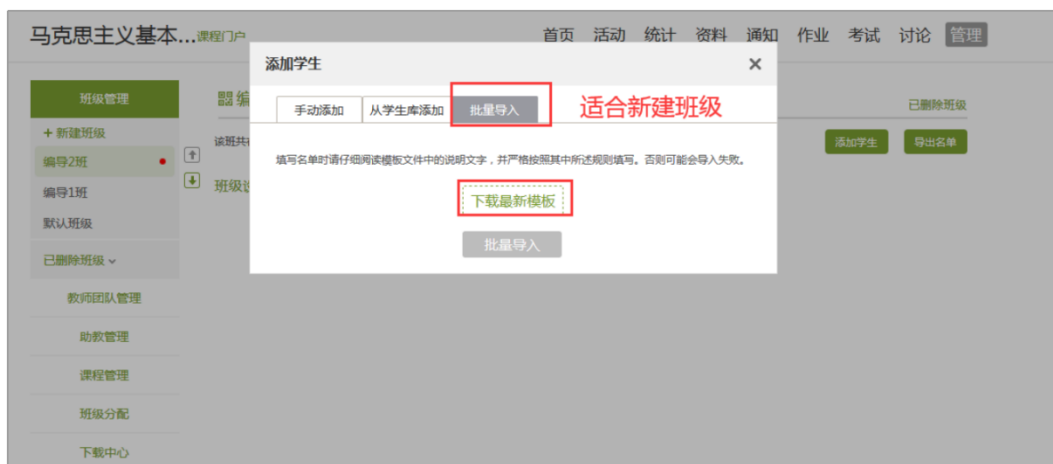 马克思主义基本...课程门户
首页 活动 统计 资料 通知 作业 考试 讨论 管理
添加学生
班级管理
编
手动添加 从学生库添加 批量导入 适合新建班级
已删除班级
+ 新建班级
该班共
添加学生 导出名单
编导2班
填写名单时请仔细阅读模板文件中的说明文字，并严格按照其中所述规则填写。否则可能会导入失败。
编导1班
班级设
下载最新模板
默认班级
批量导入
已删除班级
教师团队管理
助教管理
课程管理
班级分配
下载中心